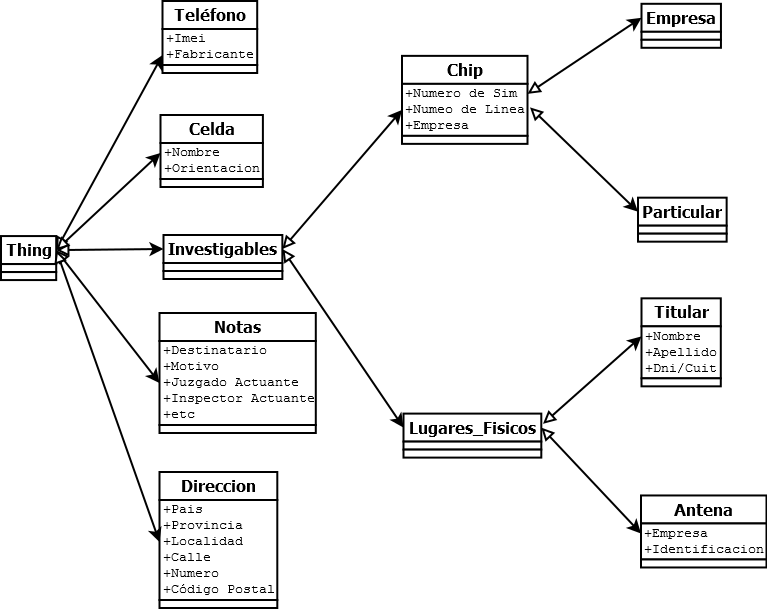 Teléfono
+Imei
+Fabricante
Celda
+Nombre
+Orientacion
Thing
Investigables
Notas
+Destinatario
+Motivo
+Juzgado Actuante
+Inspector Actuante
+etc
Direccion
+Pais
+Provincia
+Localidad
+Calle
+Numero
+Código Postal
Chip
+Numero de Sim
+Numeo de Linea
+Empresa
Lugares_Fisicos
Empresa
Particular
Titular
+Nombre
+Apellido
+Dni/Cuit
Antena
+Empresa
+Identificacion